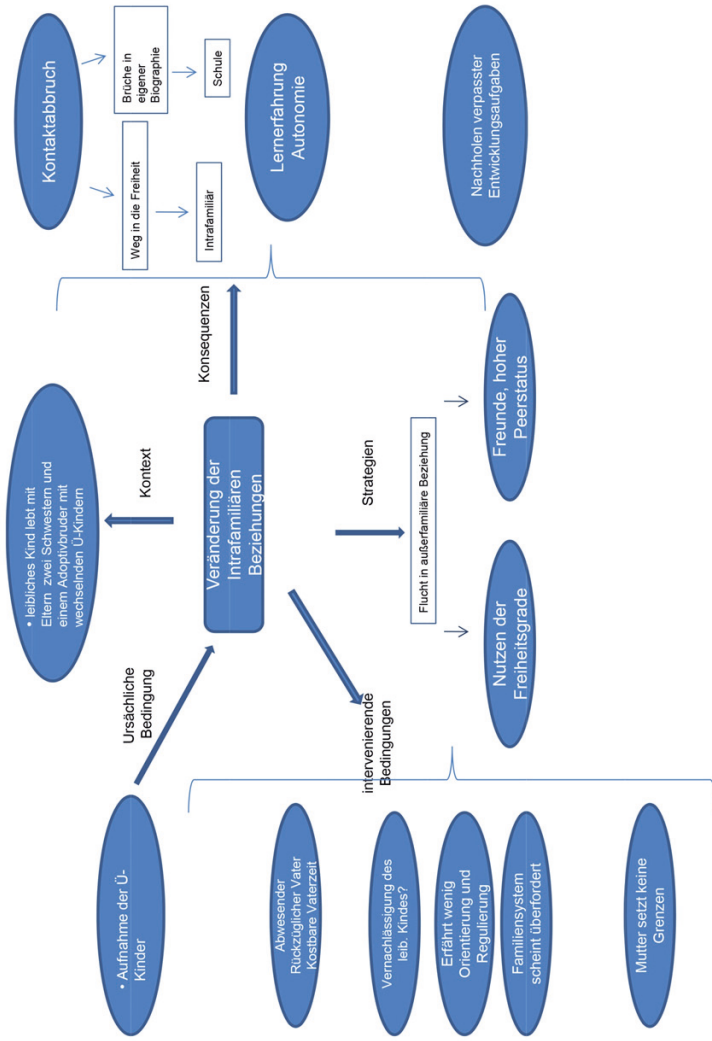 • Aufnahme der Ü-
Kinder
Ursächliche
Bedingung
• leibliches Kind lebt mit
Eltern zwei Schwestern und
einem Adoptivbruder mit
wechselnden Ü-Kindern
Kontext
Veränderung der
Intrafamiliären
Beziehungen
Konsequenzen
Kontaktabbruch
Weg in die Freiheit
Intrafamiliär
Brüche in
eigener
Biographie
Schule
Lernerfahrung
Autonomie
Nachholen verpasster
Entwicklungsaufgaben
intervenierende
Bedingungen
Abwesender
Rückzüglicher Vater
Kostbare Vaterzeit
Vernachlässigung des
leib. Kindes?
Erfährt wenig
Orientierung und
Regulierung
Familiensystem
scheint überfordert
Mutter setzt keine
Grenzen
Strategien
Flucht in außerfamiliäre Beziehung
Nutzen der
Freiheitsgrade
Freunde, hoher
Peerstatus